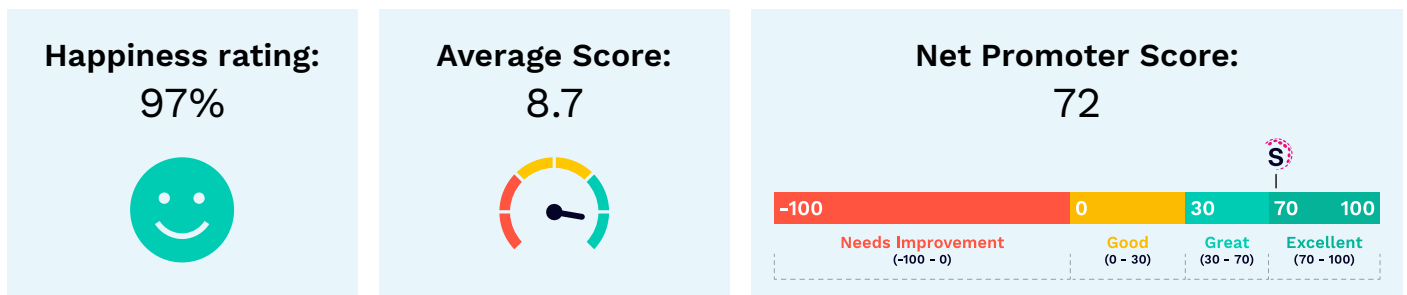 Happiness rating:
97%
Average Score:
8.7
Net Promoter Score:
72
S
-100 0 30 70 100
Needs Improvement Good Great Excellent
(-100 - 0) (0 - 30) (30 - 70) (70 - 100)